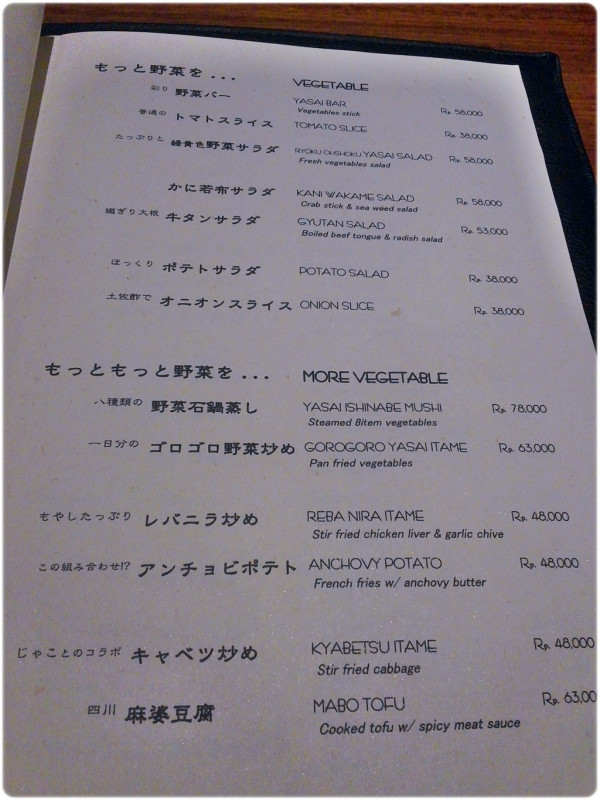 もっと野菜を... VEGETABLE
彩り 野菜バー YASAI BAR
Vegetables stick Rp. 58,000
普通の トマトスライス TOMATO SLICE Rp. 38,000
たっぷりと 緑黄色野菜サラダ RYOKU OHSHOKU YASAI SALAD
Fresh vegetables salad Rp. 58,000
かに若布サラダ KANI WAKAME SALAD Rp. 58,000
Crab stick & sea weed salad
繊ぎり大根 牛タンサラダ GYUTAN SALAD Rp. 53,000
Boiled beef tongue & radish salad
ほっくり ポテトサラダ POTATO SALAD Rp. 38,000
土佐酢で オニオンスライス ONION SLICE Rp. 38,000
もっともっと野菜を... MORE VEGETABLE
八種類の 野菜石鍋蒸し YASAI ISHINABE MUSHI Rp. 78,000
Steamed 8item vegetables
一日分の ゴロゴロ野菜炒め GOROGORO YASAI ITAME Rp. 63,000
Pan fried vegetables
もやしたっぷり レバニラ炒め REBA NIRA ITAME Rp. 48,000
Stir fried chicken liver & garlic chive
この組み合わせ!? アンチョビポテト ANCHOVY POTATO Rp. 48,000
French fries w/ anchovy butter
じゃことのコラボ キャベツ炒め KYABETSU ITAME Rp. 48,000
Stir fried cabbage
四川 麻婆豆腐 MABO TOFU Rp. 63,00
Cooked tofu w/ spicy meat sauce